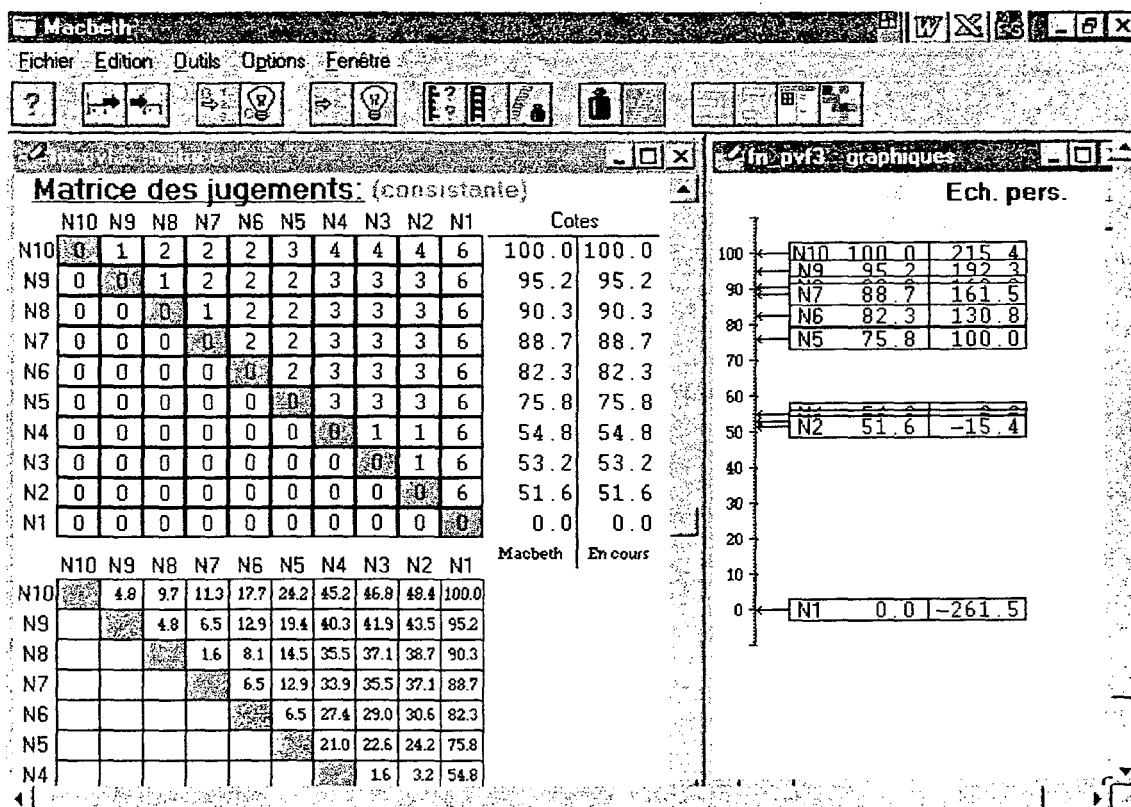 Macbeth
Fichier Edition Outils Options Fenêtre
Matrice des jugements: (consistante)
N10 N9 N8 N7 N6 N5 N4 N3 N2 N1 Cotes
N10 0 1 2 2 2 3 4 4 4 6 100.0 100.0
N9 0 0 1 2 2 2 3 3 3 6 95.2 95.2
N8 0 0 0 1 2 2 3 3 3 6 90.3 90.3
N7 0 0 0 0 2 2 3 3 3 6 88.7 88.7
N6 0 0 0 0 0 2 3 3 3 6 82.3 82.3
N5 0 0 0 0 0 0 3 3 3 6 75.8 75.8
N4 0 0 0 0 0 0 0 1 1 6 54.8 54.8
N3 0 0 0 0 0 0 0 0 1 6 53.2 53.2
N2 0 0 0 0 0 0 0 0 0 6 51.6 51.6
N1 0 0 0 0 0 0 0 0 0 0 0.0 0.0
Macbeth En cours
N10 N9 N8 N7 N6 N5 N4 N3 N2 N1
N10 4.8 9.7 11.3 17.7 24.2 45.2 46.8 48.4 100.0
N9 4.8 6.5 12.9 19.4 40.3 41.9 43.5 95.2
N8 1.6 8.1 14.5 35.5 37.1 38.7 90.3
N7 6.5 12.9 33.9 35.5 37.1 88.7
N6 6.5 27.4 29.0 30.6 82.3
N5 21.0 22.6 24.2 75.8
N4 1.6 3.2 54.8
fn_pvf3 - graphiques
Ech. pers.
100 N10 100.0 215.4
N9 95.2 192.3
90 N7 88.7 161.5
N6 82.3 130.8
80
N5 75.8 100.0
70
60
50 N2 51.6 -15.4
40
30
20
10
0 N1 0.0 -261.5